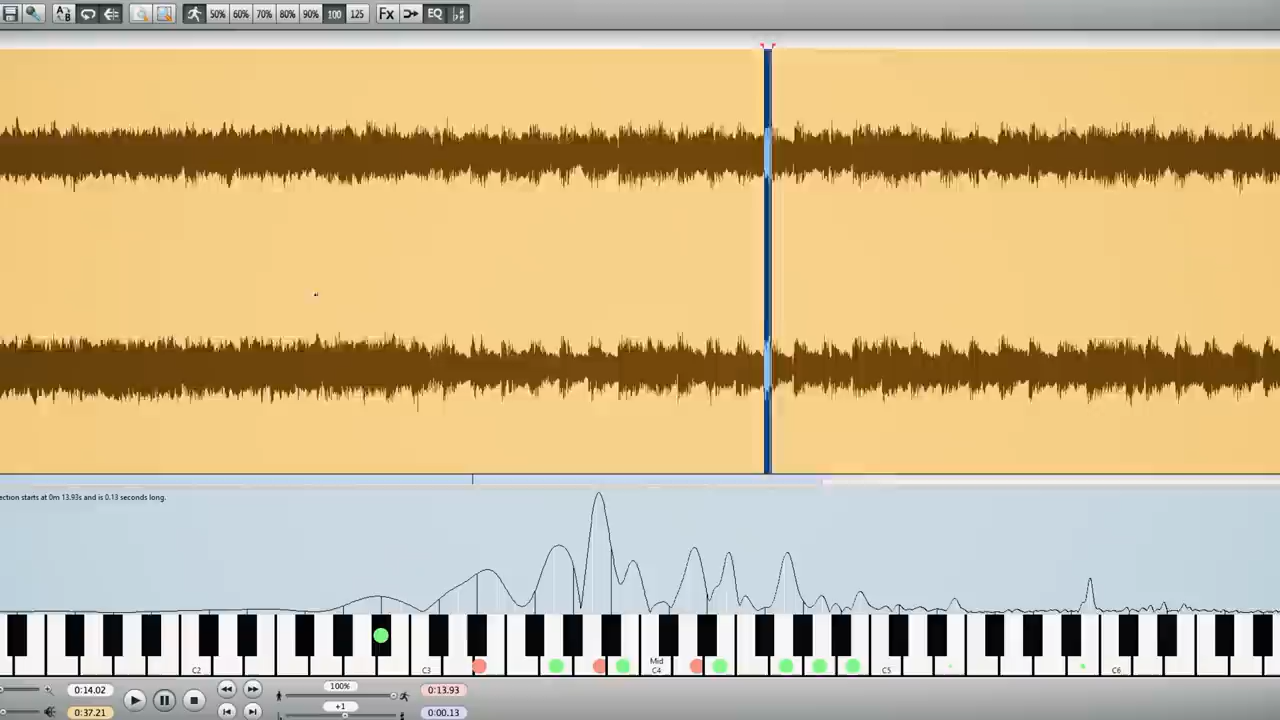 50% 60% 70% 80% 90% 100 125 Fx EQ
ection starts at 0m 13.93s and is 0.13 seconds long.
C2 C3 Mid C4 C5 C6
0:14.02 100% 0:13.93
0:37.21 +1 0:00.13